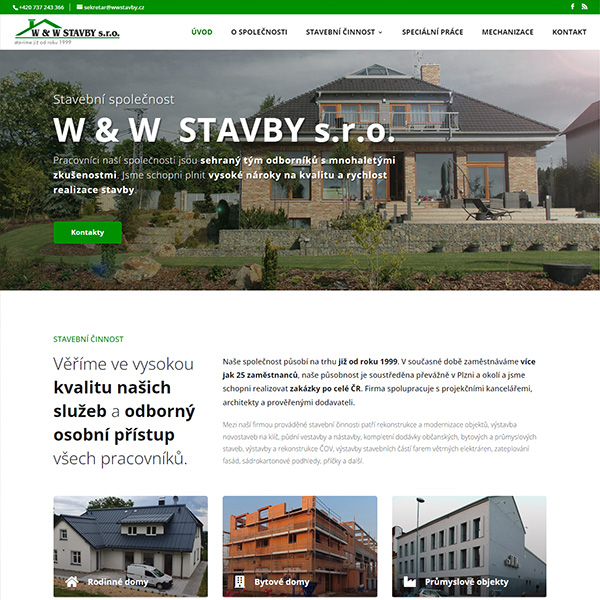 +420 737 243 366 sekretar@wwstavby.cz
W & W STAVBY s.r.o.
stavíme již od roku 1999
ÚVOD O SPOLEČNOSTI STAVEBNÍ ČINNOST SPECIÁLNÍ PRÁCE MECHANIZACE KONTAKT
Stavební společnost
W & W STAVBY s.r.o.
Pracovníci naší společnosti jsou sehraný tým odborníků s mnohaletými
zkušenostmi. Jsme schopni plnit vysoké nároky na kvalitu a rychlost
realizace stavby.
Kontakty
STAVEBNÍ ČINNOST
Věříme ve vysokou
kvalitu našich
služeb a odborný
osobní přístup
všech pracovníků.
Naše společnost působí na trhu již od roku 1999. V současné době zaměstnáváme více
jak 25 zaměstnanců, naše působnost je soustředěna převážně v Plzni a okolí a jsme
schopni realizovat zakázky po celé ČR. Firma spolupracuje s projekčními kancelářemi,
architekty a prověřenými dodavateli.
Mezi naší firmou prováděné stavební činnosti patří rekonstrukce a modernizace objektů, výstavba
novostaveb na klíč, půdní vestavby a nástavby, kompletní dodávky občanských, bytových a průmyslových
staveb, výstavby a rekonstrukce ČOV, výstavby stavebních částí farem větrných elektráren, zateplování
fasád, sádrokartonové podhledy, příčky a další.
Rodinné domy
Bytové domy
Průmyslové objekty